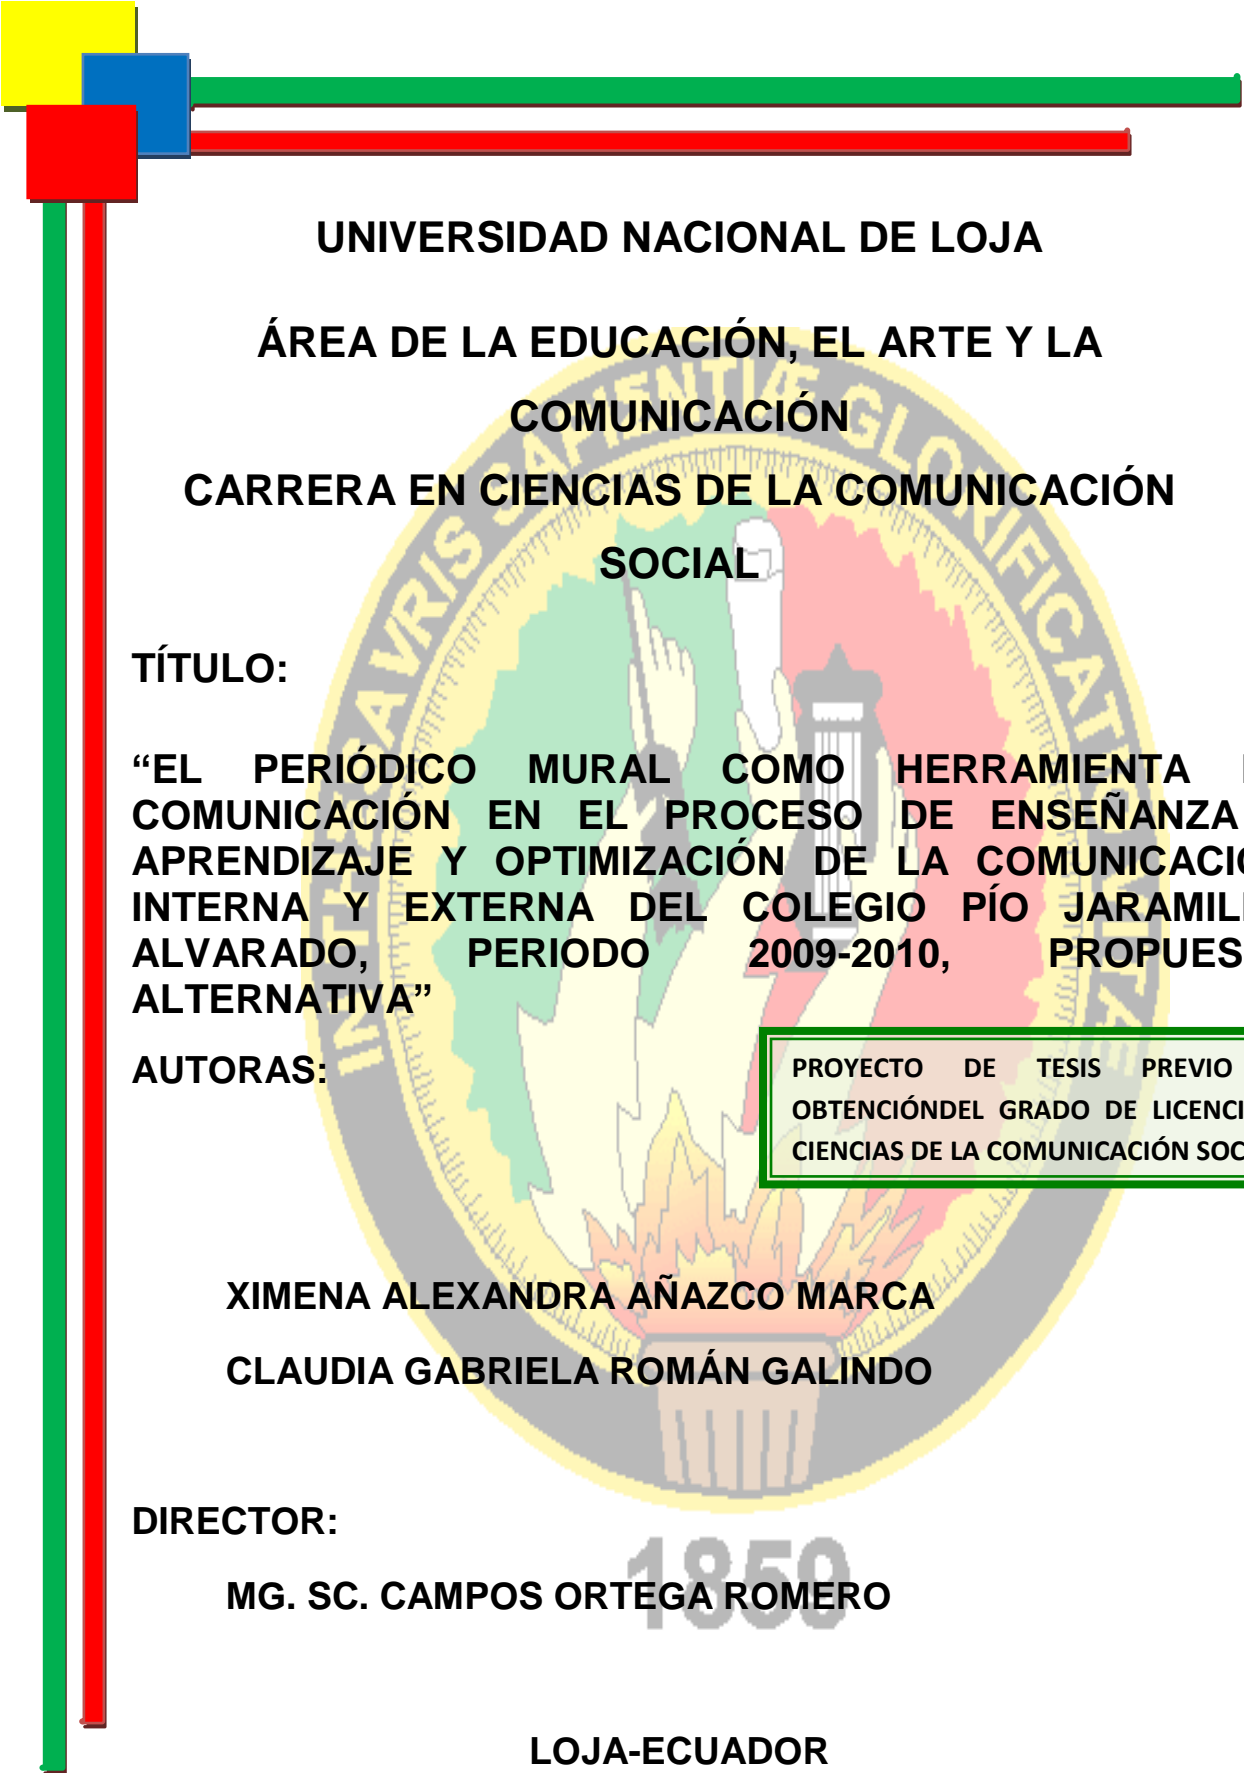 UNIVERSIDAD NACIONAL DE LOJA
ÁREA DE LA EDUCACIÓN, EL ARTE Y LA
COMUNICACIÓN
CARRERA EN CIENCIAS DE LA COMUNICACIÓN
SOCIAL
TÍTULO:
“EL PERIÓDICO MURAL COMO HERRAMIENTA
COMUNICACIÓN EN EL PROCESO DE ENSEÑANZA
APRENDIZAJE Y OPTIMIZACIÓN DE LA
INTERNA Y EXTERNA DEL COLEGIO PÍO
ALVARADO, PERIODO 2009-2010,
ALTERNATIVA”
AUTORAS:
PROYECTO DE TESIS PREVIO
OBTENCIÓNDEL GRADO DE
CIENCIAS DE LA COMUNICACIÓN
XIMENA ALEXANDRA AÑAZCO MARCA
CLAUDIA GABRIELA ROMÁN GALINDO
DIRECTOR:
MG. SC. CAMPOS ORTEGA ROMERO
1859
LOJA-ECUADOR